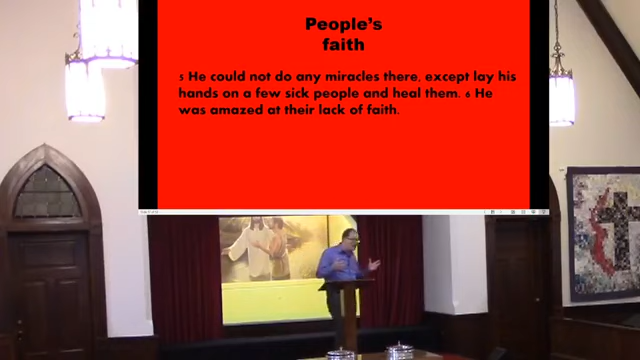 People's
faith
5 He could not do any miracles there, except lay his
hands on a few sick people and heal them. 6 He
was amazed at their lack of faith.